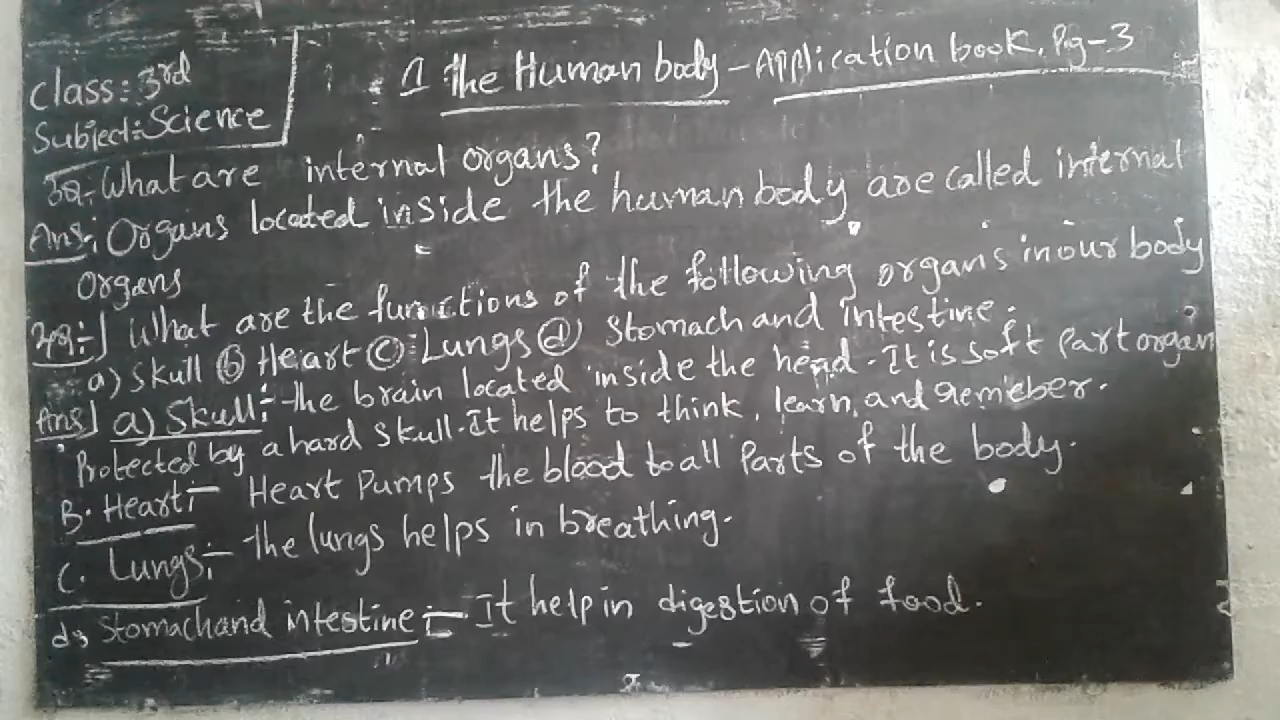 Class: 3rd
Subject: Science
1 The Human body - Application book. Pg-3
3Q:- What are internal organs?
Ans: Organs located inside the human body are called internal
Organs
4Q:-] What are the functions of the following organs in our body
a) Skull (b) Heart (c) Lungs (d) Stomach and intestine.
Ans] a) Skull:- The brain located inside the head. It is soft part organ
Protected by a hard skull. It helps to think, learn, and remieber.
B. Heart:- Heart Pumps the blood to all Parts of the body.
C. Lungs:- The lungs helps in breathing.
d, Stomach and intestine:- It help in digestion of food.